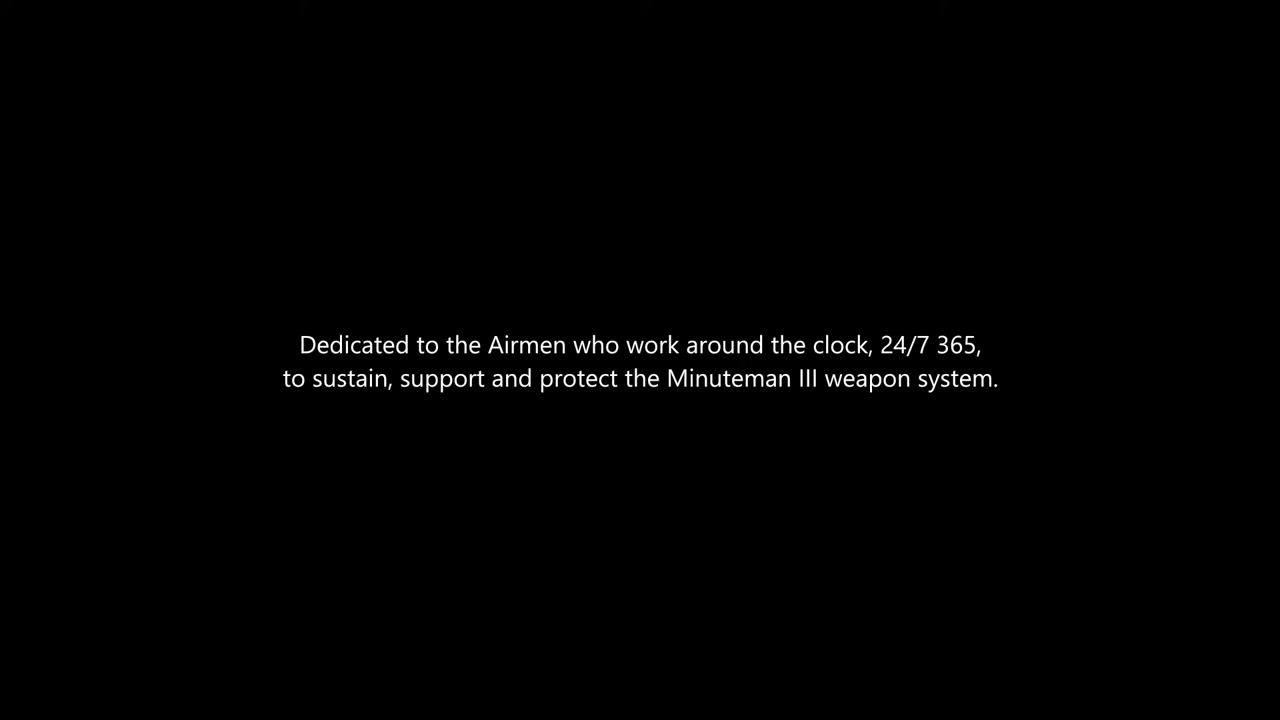 Dedicated to the Airmen who work around the clock, 24/7 365,
to sustain, support and protect the Minuteman III weapon system.